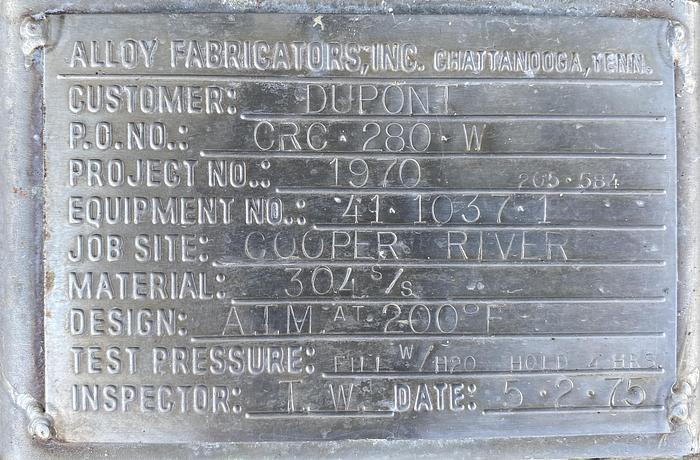 ALLOY FABRICATORS, INC. CHATTANOOGA, TENN.
CUSTOMER: DUPONT
P.O. NO.: CRC · 280 · W
PROJECT NO.: 1970 265 · 584
EQUIPMENT NO.: 41 · 1037 · 1
JOB SITE: COOPER RIVER
MATERIAL: 304 S/S
DESIGN: A.T.M. AT 200°F
TEST PRESSURE: FILL W/H2O HOLD HRS.
INSPECTOR: T. W. DATE: 5 · 2 · 75